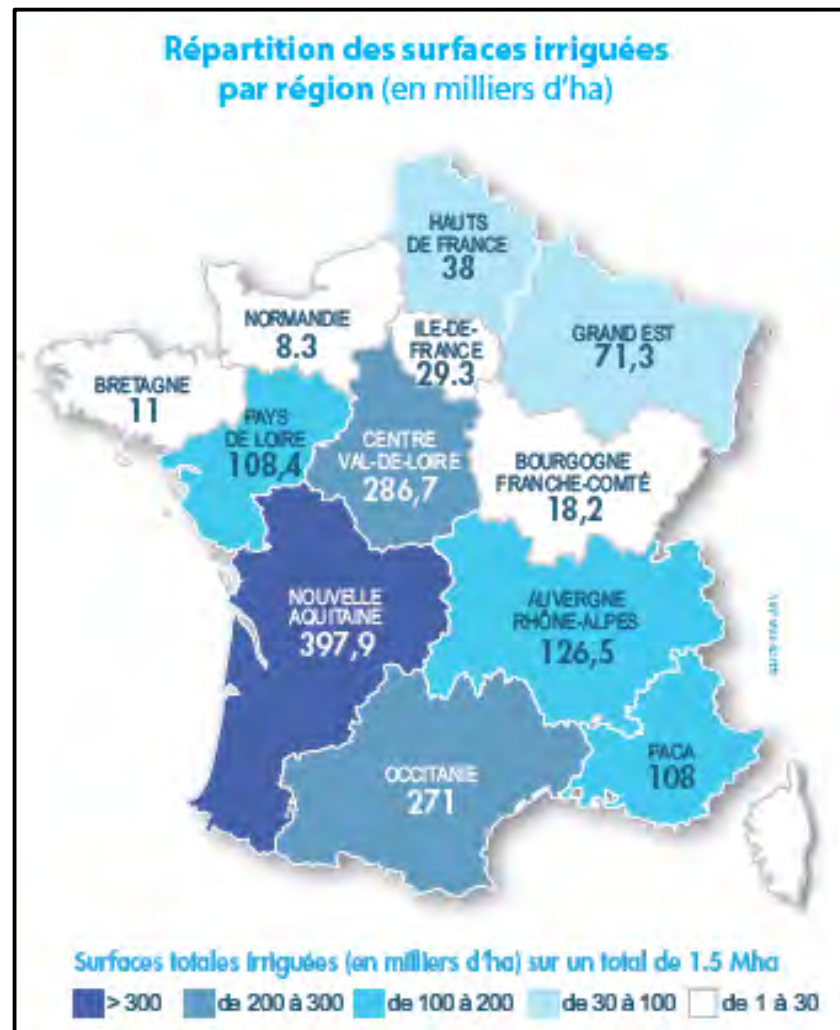 Répartition des surfaces irriguées
par région (en milliers d'ha)
HAUTS
DE FRANCE
38
NORMANDIE
8.3
ILE-DE-
FRANCE
29.3
GRAND EST
71,3
BRETAGNE
11
PAYS
DE LOIRE
108,4
CENTRE
VAL-DE-LOIRE
286,7
BOURGOGNE
FRANCHE-COMTÉ
18,2
NOUVELLE
AQUITAINE
397,9
AUVERGNE
RHÔNE-ALPES
126,5
PACA
108
OCCITANIE
271
Surfaces totales irriguées (en milliers d'ha) sur un total de 1.5 Mha
> 300 de 200 à 300 de 100 à 200 de 30 à 100 de 1 à 30